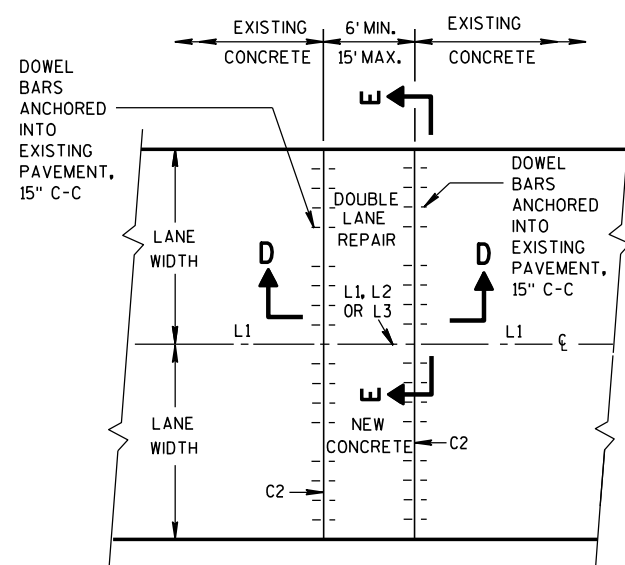 EXISTING
CONCRETE
6' MIN.
15' MAX.
EXISTING
CONCRETE
E
DOWEL
BARS
ANCHORED
INTO
EXISTING
PAVEMENT,
15" C-C
DOWEL
BARS
ANCHORED
INTO
EXISTING
PAVEMENT,
15" C-C
DOUBLE
LANE
REPAIR
LANE
WIDTH
D
D
L1, L2
OR L3
L1
L1
℄
E
LANE
WIDTH
NEW
CONCRETE
C2
C2